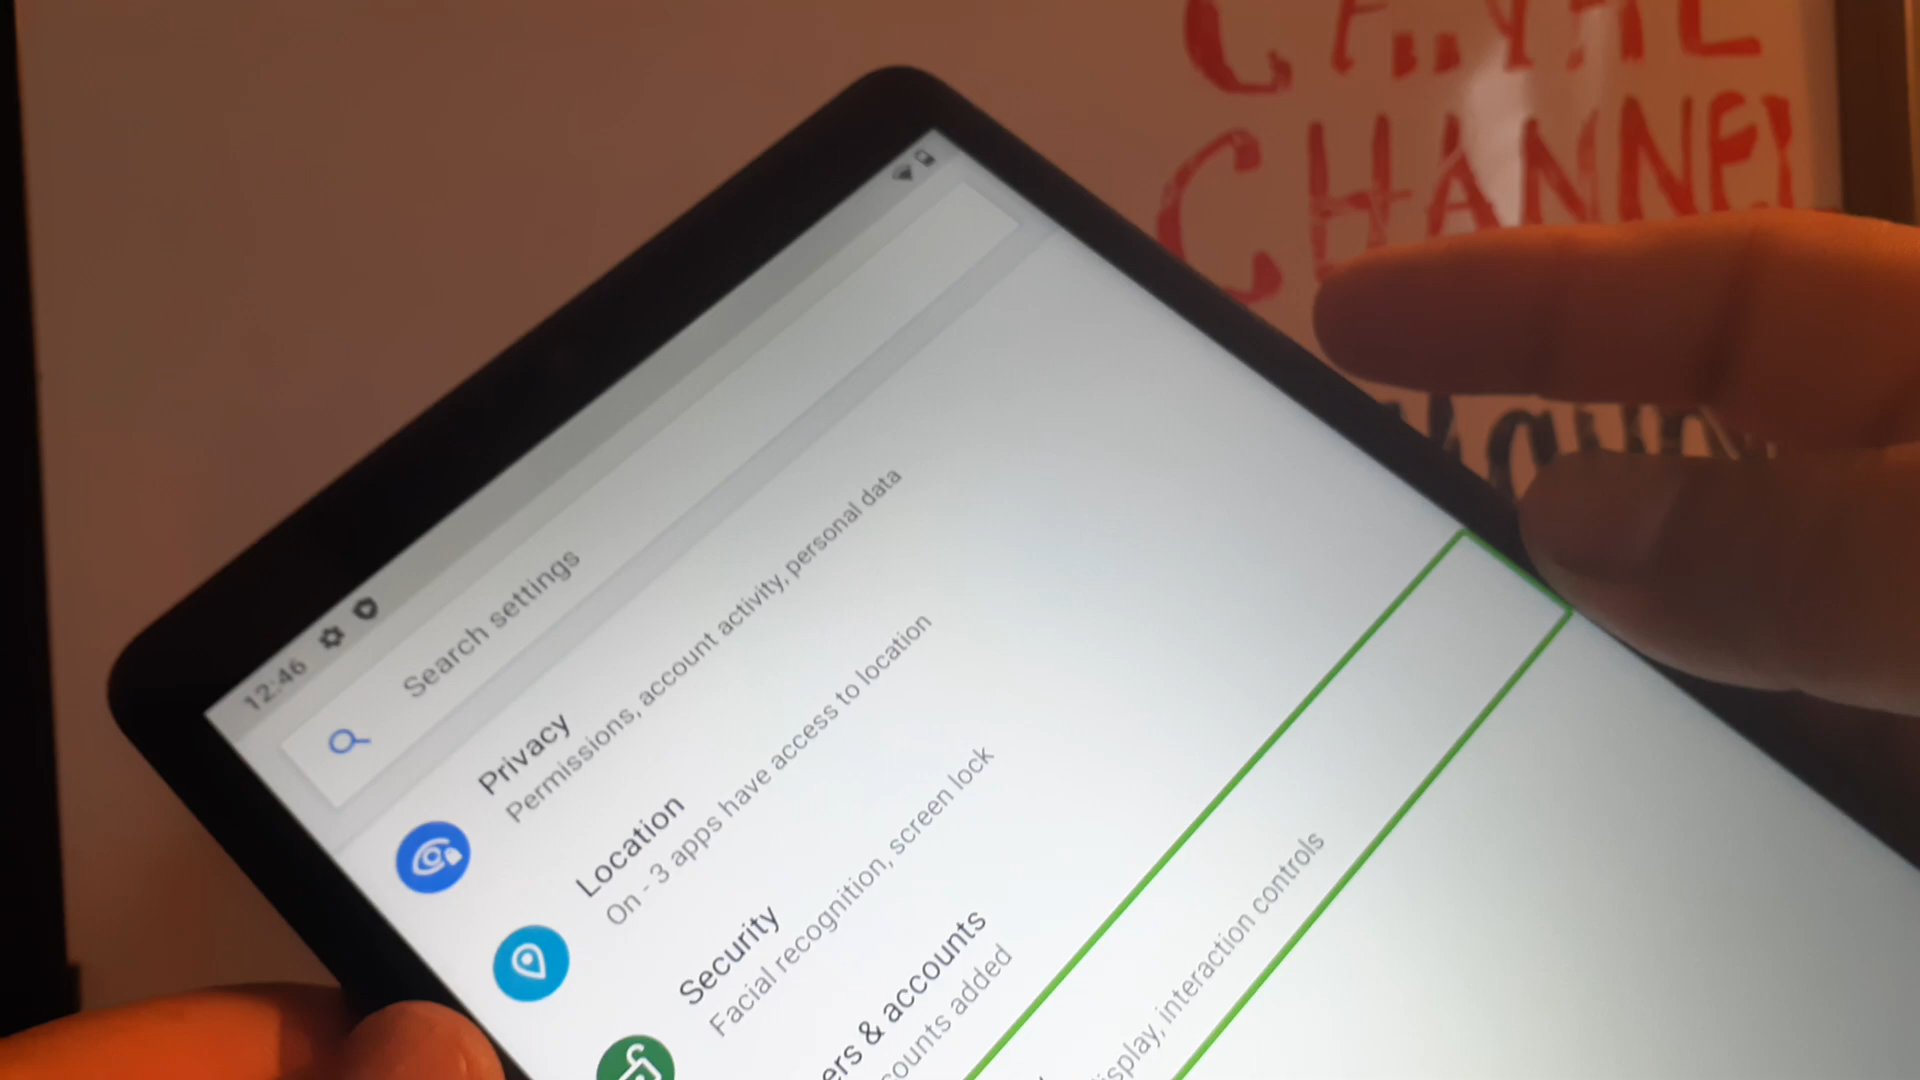 CHANNEL
12:46
Search settings
Privacy
Permissions, account activity, personal data
Location
On - 3 apps have access to location
Security
Facial recognition, screen lock
ers & accounts
counts added
isplay, interaction controls